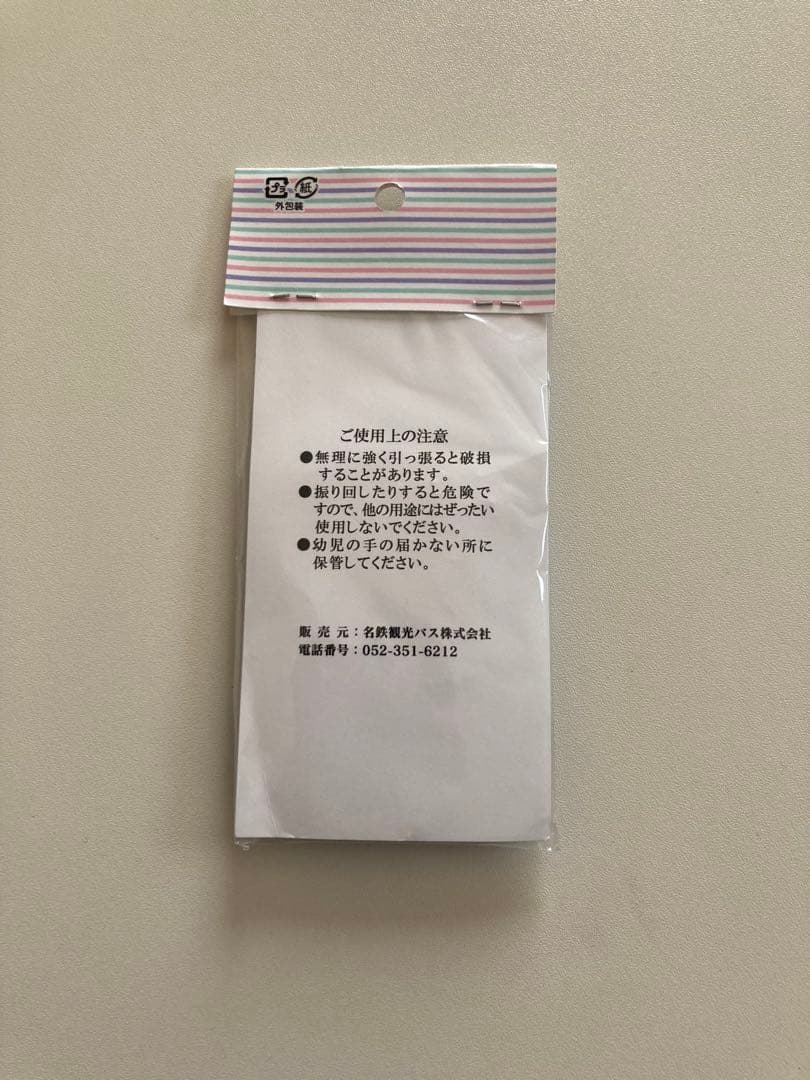 プラ 紙
外包装
ご使用上の注意
●無理に強く引っ張ると破損
することがあります。
●振り回したりすると危険で
すので、他の用途にはぜったい
使用しないでください。
●幼児の手の届かない所に
保管してください。
販売元：名鉄観光バス株式会社
電話番号：052-351-6212